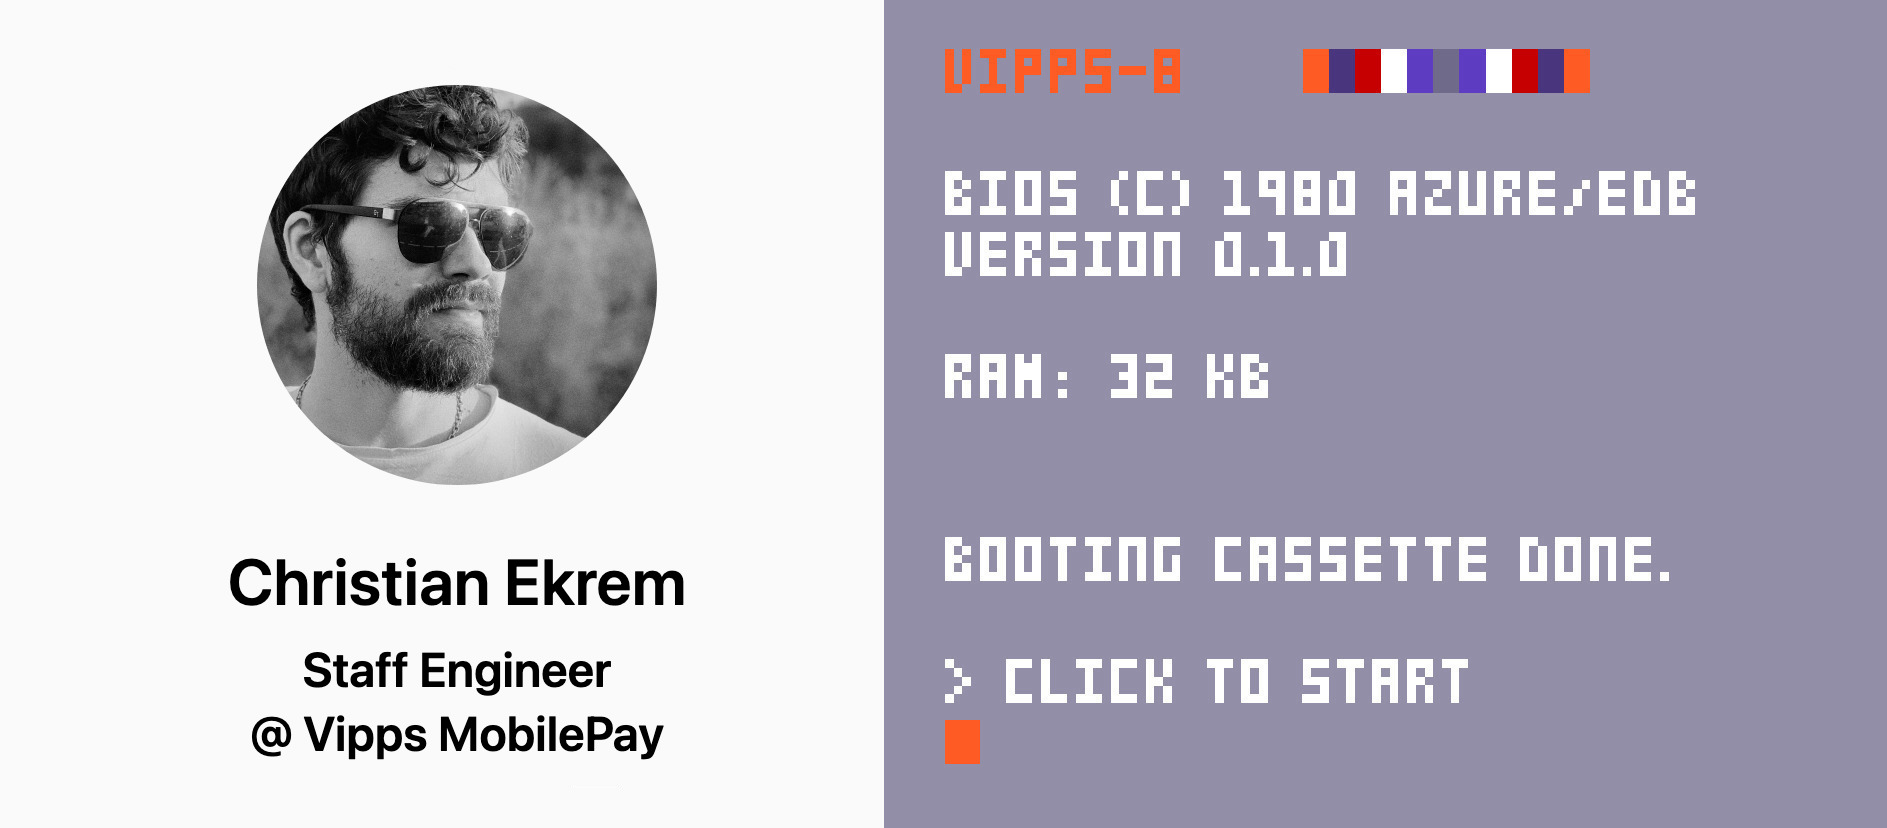 Christian Ekrem
Staff Engineer
@ Vipps MobilePay
VIPPS-8
BIOS (C) 1980 AZURE/EDB
VERSION 0.1.0
RAM: 32 KB
BOOTING CASSETTE DONE.
> CLICK TO START